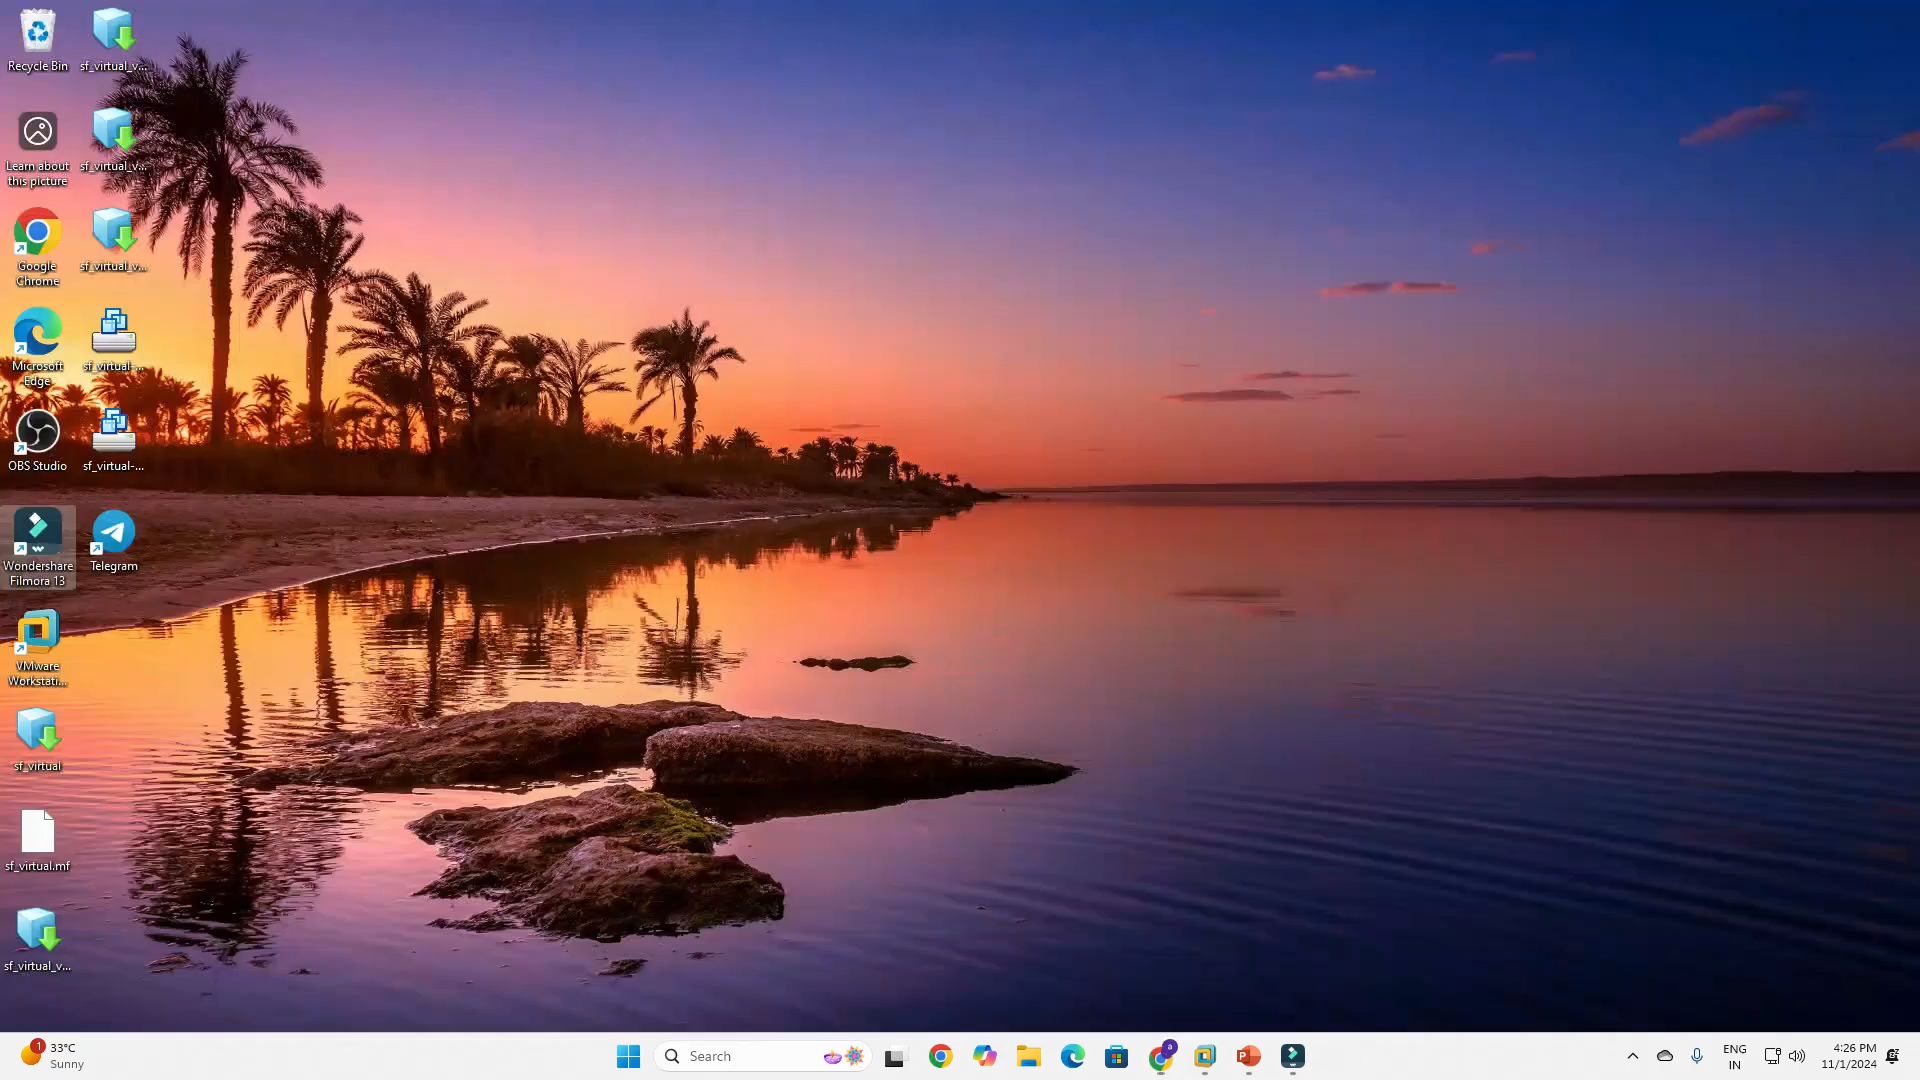 Recycle Bin
sf_virtual_v...
Learn about
this picture
sf_virtual_v...
Google
Chrome
sf_virtual_v...
Microsoft
Edge
sf_virtual-...
OBS Studio
sf_virtual-...
Wondershare
Filmora 13
Telegram
VMware
Workstati...
sf_virtual
sf_virtual.mf
sf_virtual_v...
1
33°C
Sunny
Search
a
ENG
IN
4:26 PM
11/1/2024